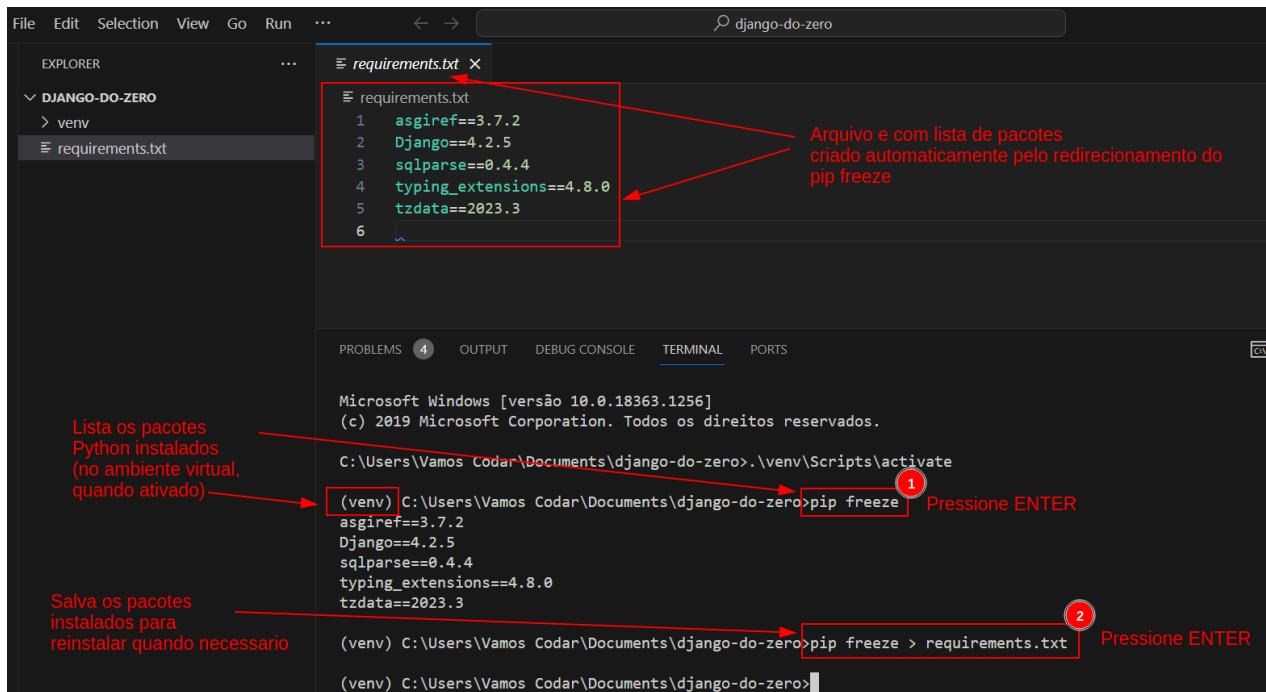 File Edit Selection View Go Run ··· ← → django-do-zero
EXPLORER ···
DJANGO-DO-ZERO
> venv
requirements.txt
requirements.txt ×
requirements.txt
1 asgiref==3.7.2
2 Django==4.2.5
3 sqlparse==0.4.4
4 typing_extensions==4.8.0
5 tzdata==2023.3
6
Arquivo e com lista de pacotes
criado automaticamente pelo redirecionamento do
pip freeze
PROBLEMS 4 OUTPUT DEBUG CONSOLE TERMINAL PORTS
Microsoft Windows [versão 10.0.18363.1256]
(c) 2019 Microsoft Corporation. Todos os direitos reservados.
C:\Users\Vamos Codar\Documents\django-do-zero>.\venv\Scripts\activate
Lista os pacotes
Python instalados
(no ambiente virtual,
quando ativado)
(venv) C:\Users\Vamos Codar\Documents\django-do-zero>pip freeze
1
Pressione ENTER
asgiref==3.7.2
Django==4.2.5
sqlparse==0.4.4
typing_extensions==4.8.0
tzdata==2023.3
Salva os pacotes
instalados para
reinstalar quando necessario
(venv) C:\Users\Vamos Codar\Documents\django-do-zero>pip freeze > requirements.txt
2
Pressione ENTER
(venv) C:\Users\Vamos Codar\Documents\django-do-zero>